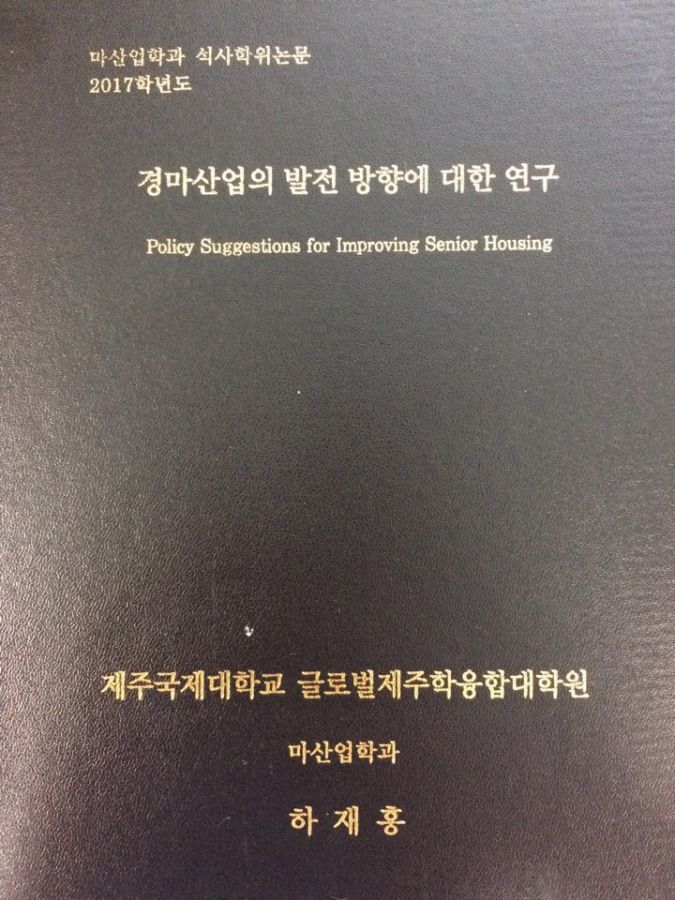 마산업학과 석사학위논문
2017학년도
경마산업의 발전 방향에 대한 연구
Policy Suggestions for Improving Senior Housing
제주국제대학교 글로벌제주학융합대학원
마산업학과
하 재 홍